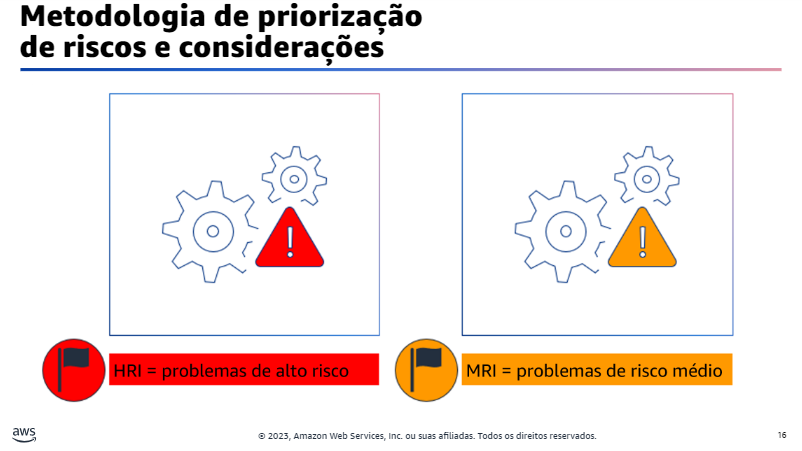 Metodologia de priorização
de riscos e considerações
HRI = problemas de alto risco
MRI = problemas de risco médio
aws
© 2023, Amazon Web Services, Inc. ou suas afiliadas. Todos os direitos reservados.
16